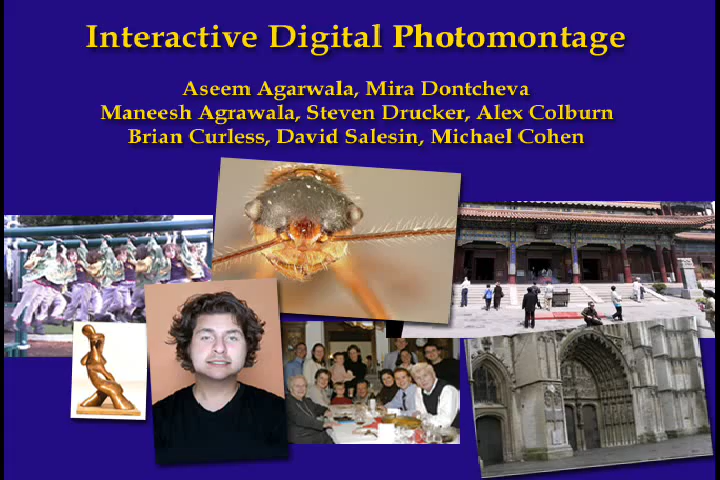 Interactive Digital Photomontage
Aseem Agarwala, Mira Dontcheva
Maneesh Agrawala, Steven Drucker, Alex Colburn
Brian Curless, David Salesin, Michael Cohen